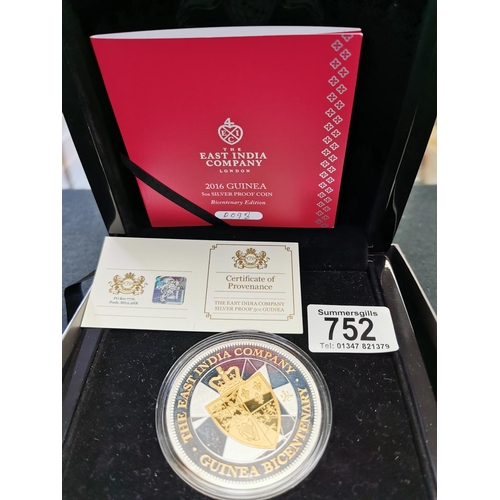 THE
EAST INDIA
COMPANY
LONDON
2016 GUINEA
5OZ SILVER PROOF COIN
Bicentenary Edition
0095
Certificate of
Provenance
THE EAST INDIA COMPANY
SILVER PROOF 5OZ GUINEA
Summersgills
752
Tel: 01347 821379
THE EAST INDIA COMPANY
GUINEA BICENTENARY